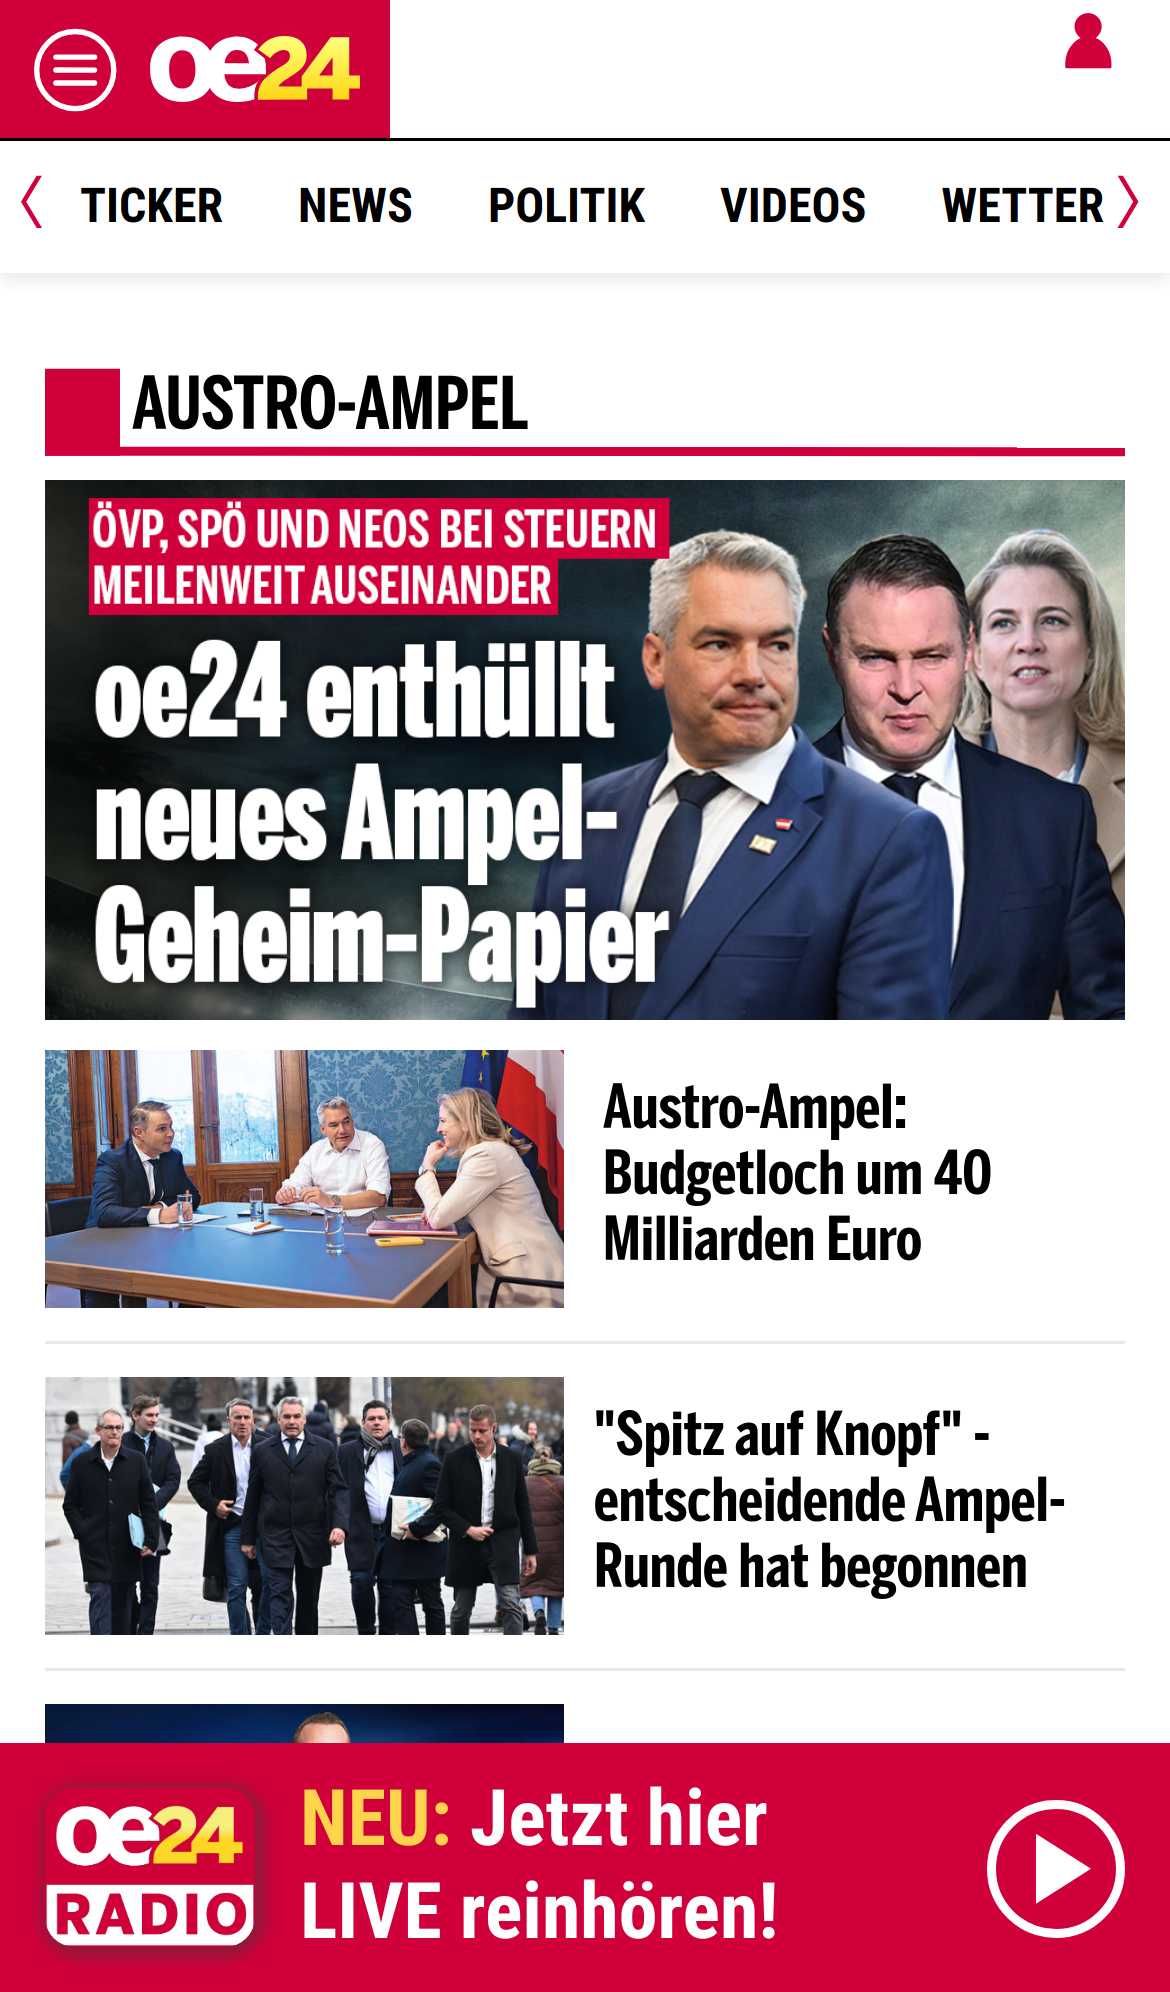 oe24
TICKER NEWS POLITIK VIDEOS WETTER
AUSTRO-AMPEL
ÖVP, SPÖ UND NEOS BEI STEUERN
MEILENWEIT AUSEINANDER
oe24 enthüllt
neues Ampel-
Geheim-Papier
Austro-Ampel:
Budgetloch um 40
Milliarden Euro
"Spitz auf Knopf" -
entscheidende Ampel-
Runde hat begonnen
oe24
RADIO
NEU: Jetzt hier
LIVE reinhören!